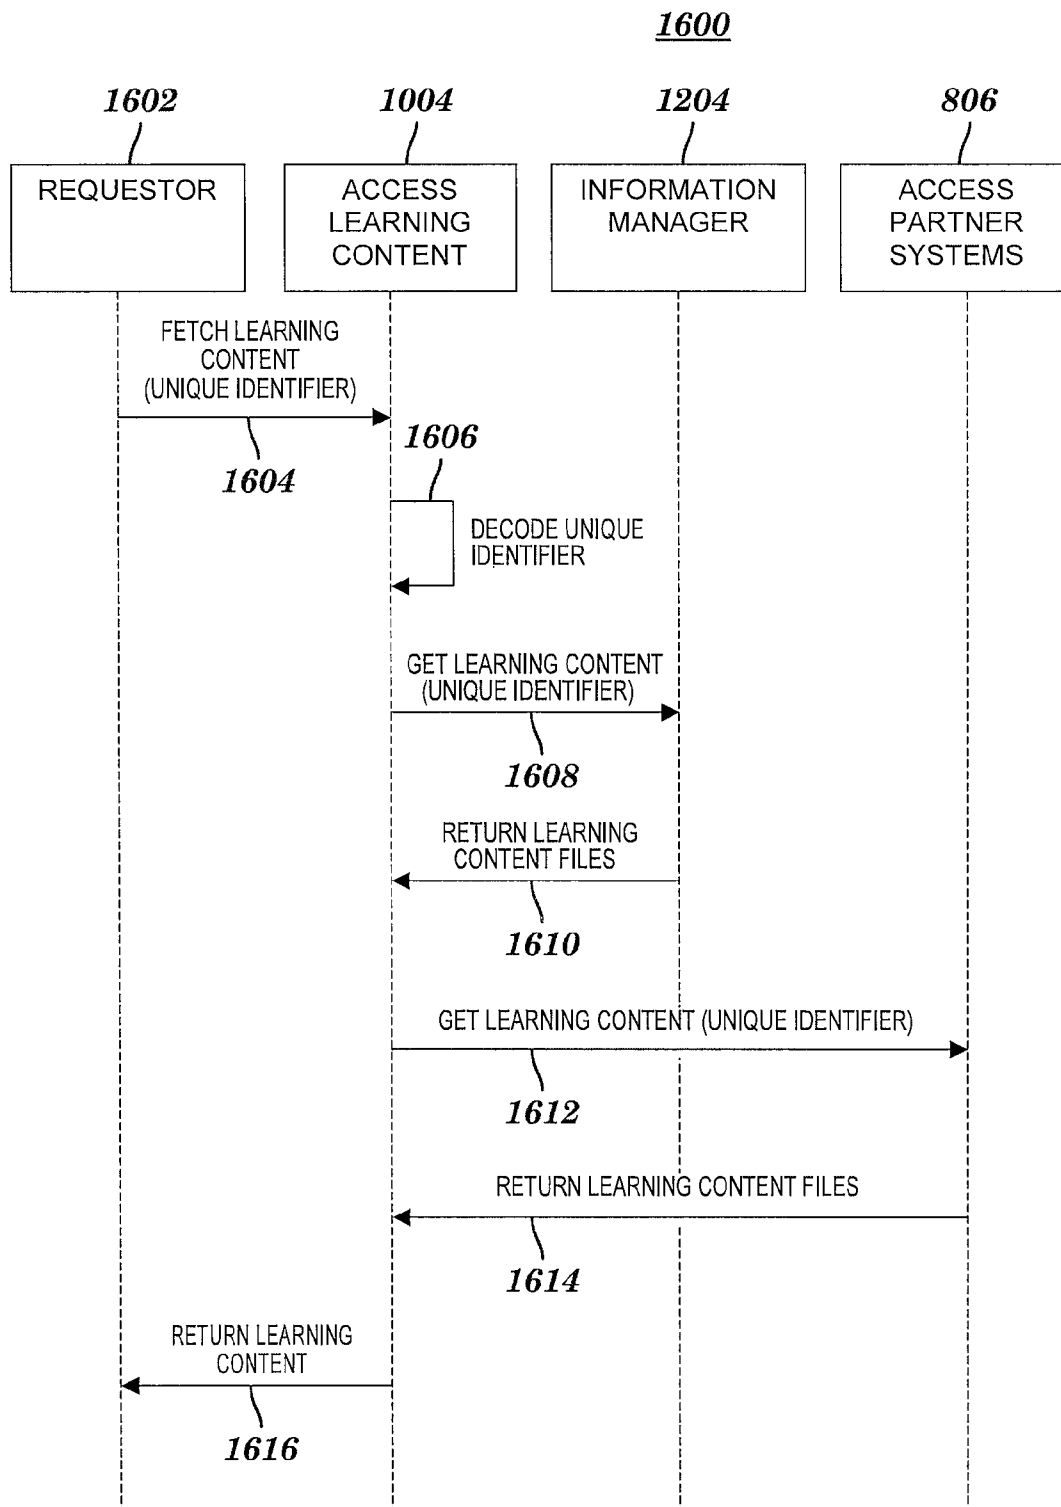 1600
1602
1004
1204
806
REQUESTOR
ACCESS
LEARNING
CONTENT
INFORMATION
MANAGER
ACCESS
PARTNER
SYSTEMS
FETCH LEARNING
CONTENT
(UNIQUE IDENTIFIER)
1604
1606
DECODE UNIQUE
IDENTIFIER
GET LEARNING CONTENT
(UNIQUE IDENTIFIER)
1608
RETURN LEARNING
CONTENT FILES
1610
GET LEARNING CONTENT (UNIQUE IDENTIFIER)
1612
RETURN LEARNING CONTENT FILES
1614
RETURN LEARNING
CONTENT
1616